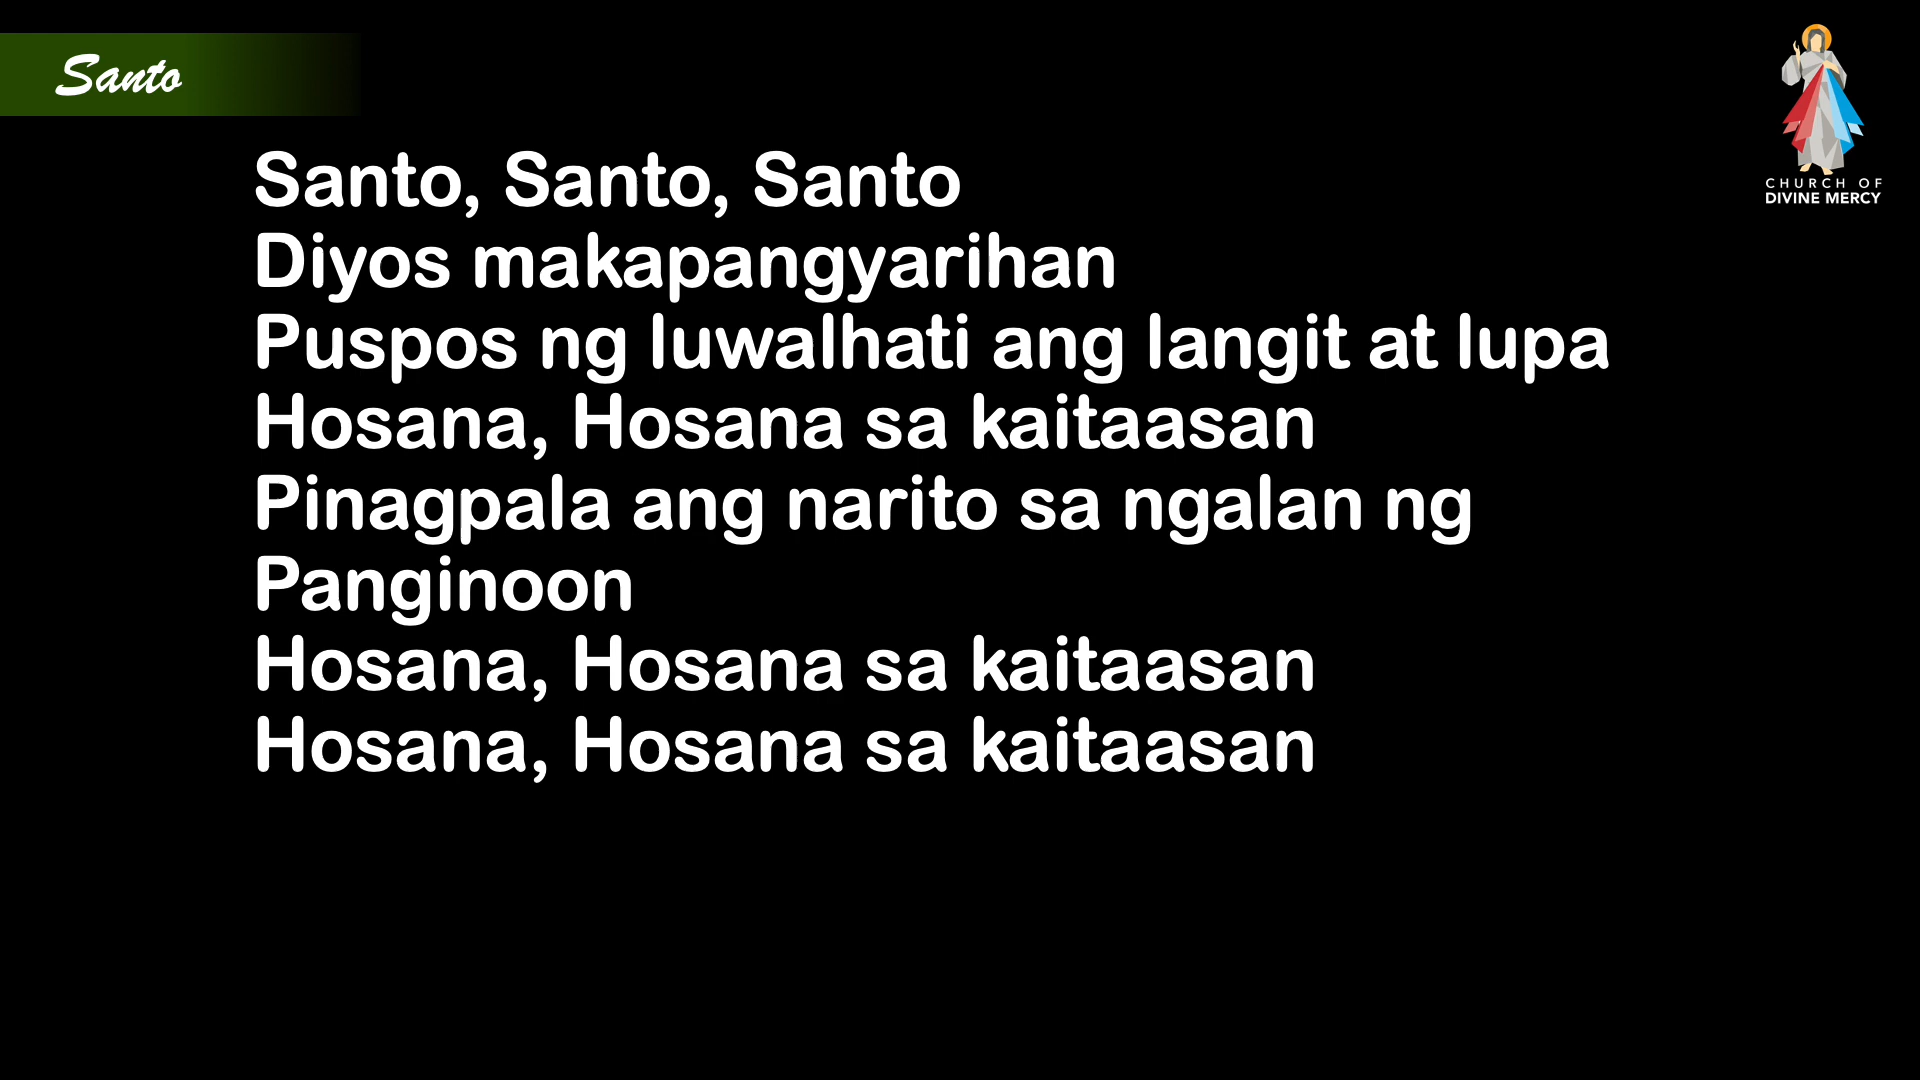 Santo
CHURCH OF
DIVINE MERCY
Santo, Santo, Santo
Diyos makapangyarihan
Puspos ng luwalhati ang langit at lupa
Hosana, Hosana sa kaitaasan
Pinagpala ang narito sa ngalan ng
Panginoon
Hosana, Hosana sa kaitaasan
Hosana, Hosana sa kaitaasan